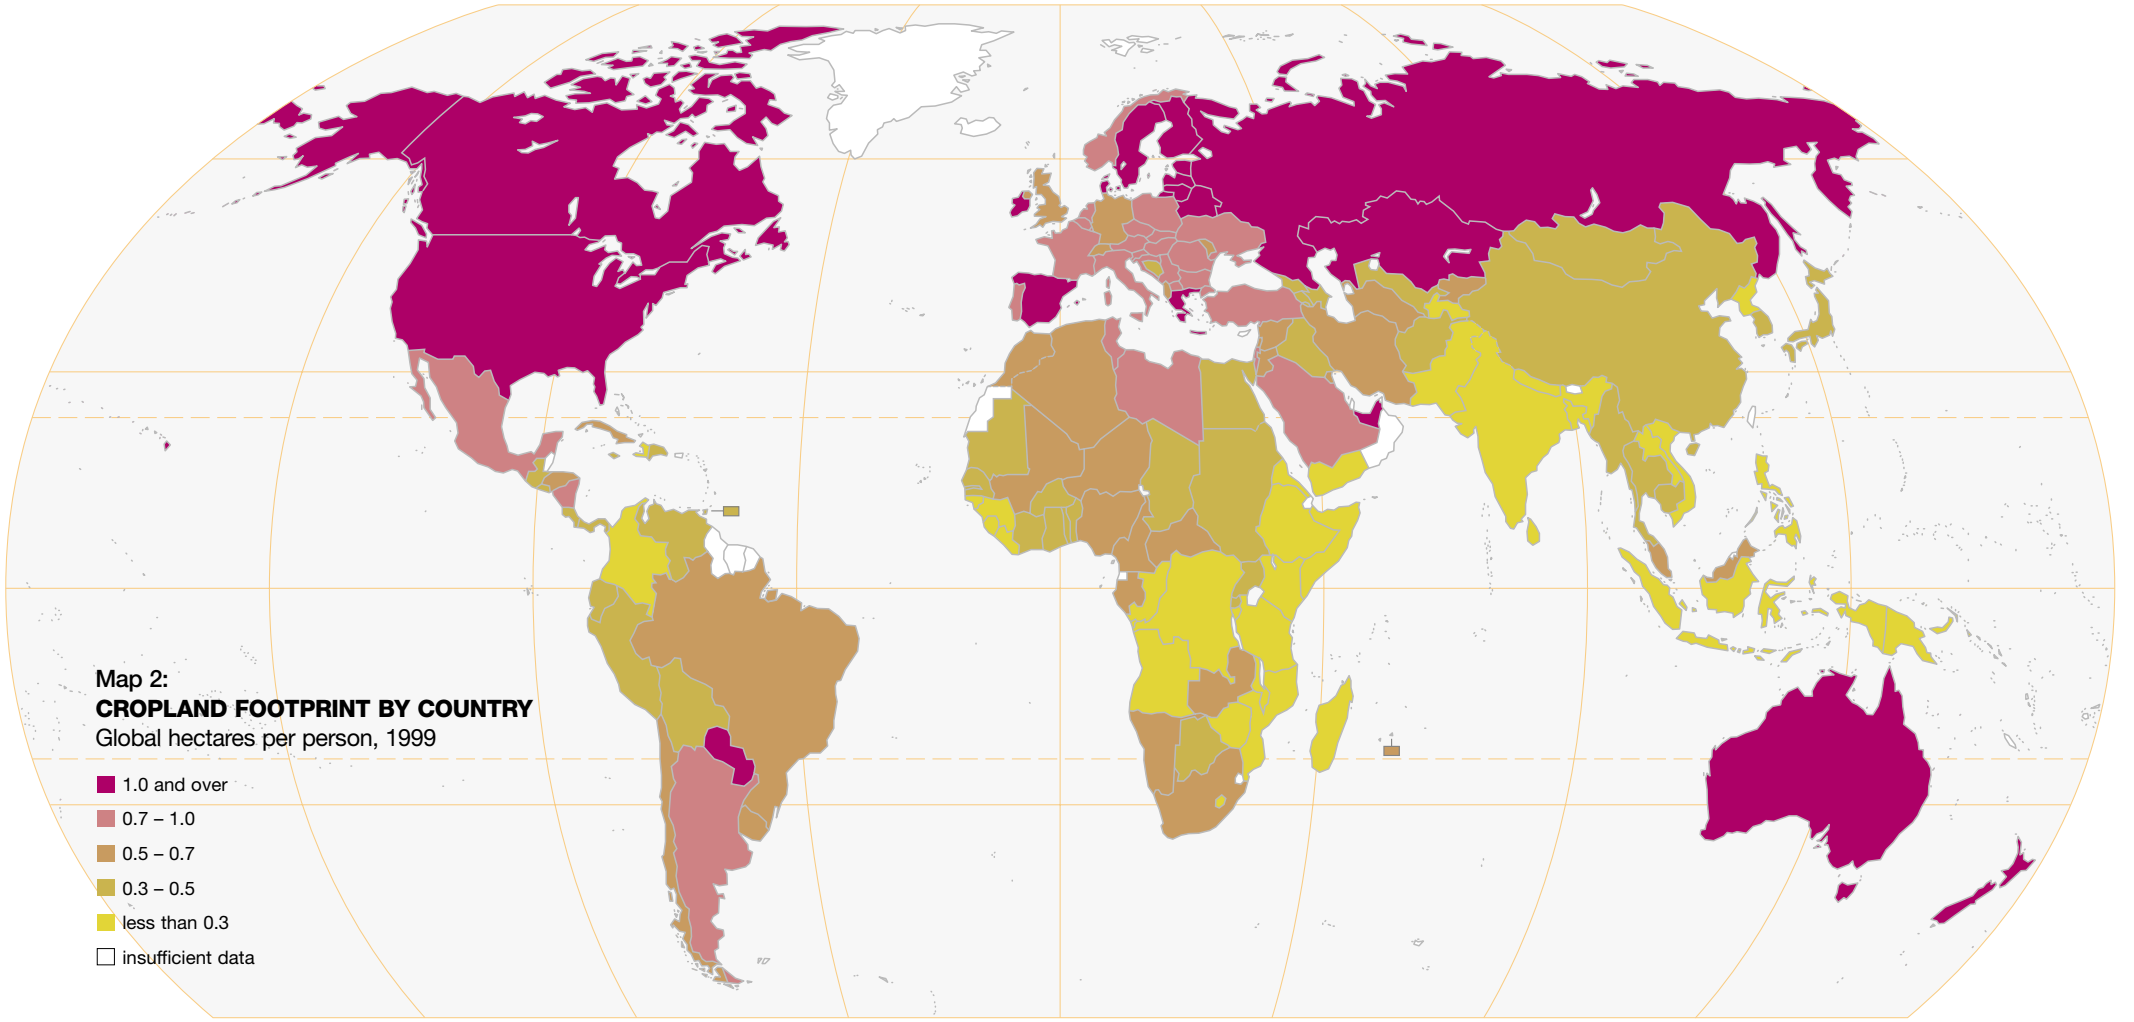 Map 2:
CROPLAND FOOTPRINT BY COUNTRY
Global hectares per person, 1999
1.0 and over
0.7 – 1.0
0.5 – 0.7
0.3 – 0.5
less than 0.3
insufficient data